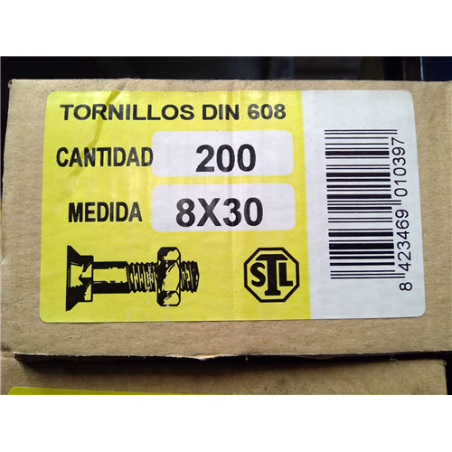 TORNILLOS DIN 608
CANTIDAD 200
MEDIDA 8X30
STL
8 423469 010397